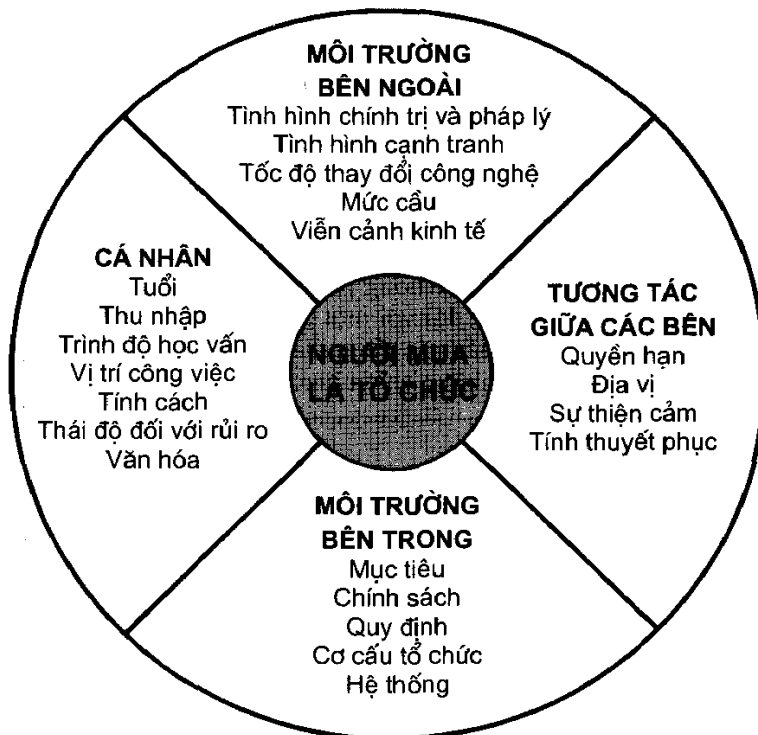 MÔI TRƯỜNG
BÊN NGOÀI
Tình hình chính trị và pháp lý
Tình hình cạnh tranh
Tốc độ thay đổi công nghệ
Mức cầu
Viễn cảnh kinh tế
CÁ NHÂN
Tuổi
Thu nhập
Trình độ học vấn
Vị trí công việc
Tính cách
Thái độ đối với rủi ro
Văn hóa
NGƯỜI MUA
LÀ TỔ CHỨC
TƯƠNG TÁC
GIỮA CÁC BÊN
Quyền hạn
Địa vị
Sự thiện cảm
Tính thuyết phục
MÔI TRƯỜNG
BÊN TRONG
Mục tiêu
Chính sách
Quy định
Cơ cấu tổ chức
Hệ thống